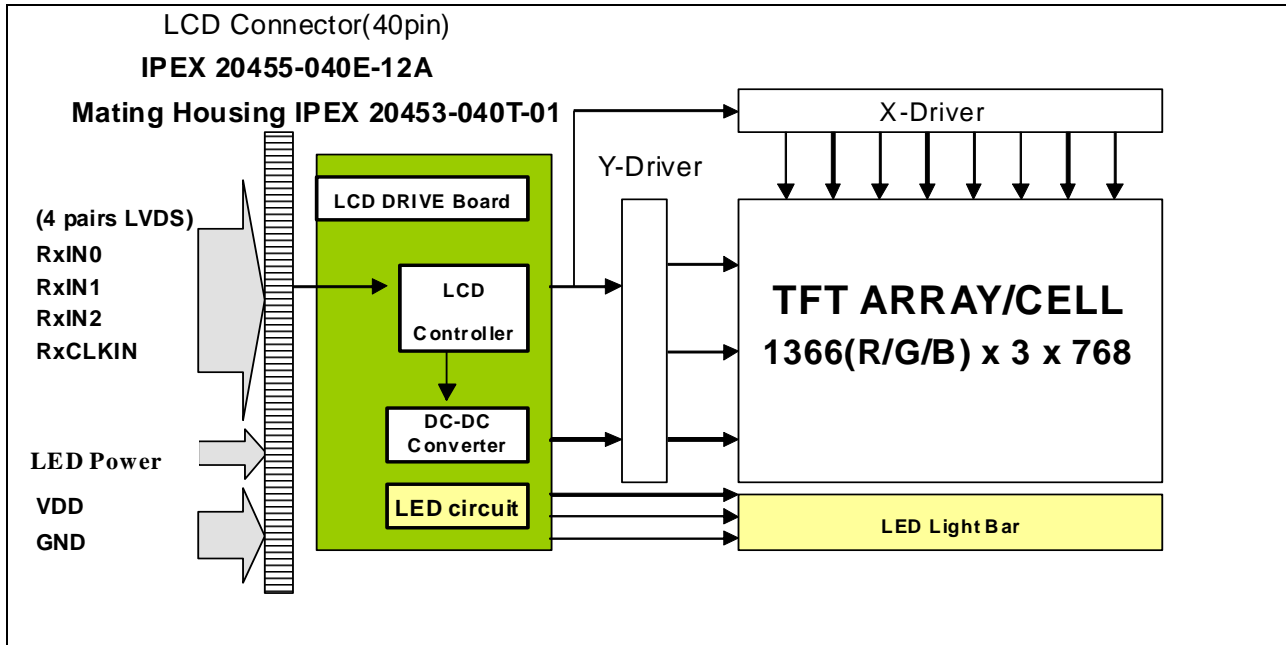 LCD Connector(40pin)
IPEX 20455-040E-12A
Mating Housing IPEX 20453-040T-01
X-Driver
Y-Driver
LCD DRIVE Board
(4 pairs LVDS)
RxIN0
RxIN1
RxIN2
RxCLKIN
LCD
Controller
TFT ARRAY/CELL
1366(R/G/B) x 3 x 768
DC-DC
Converter
LED Power
VDD
GND
LED circuit
LED Light Bar